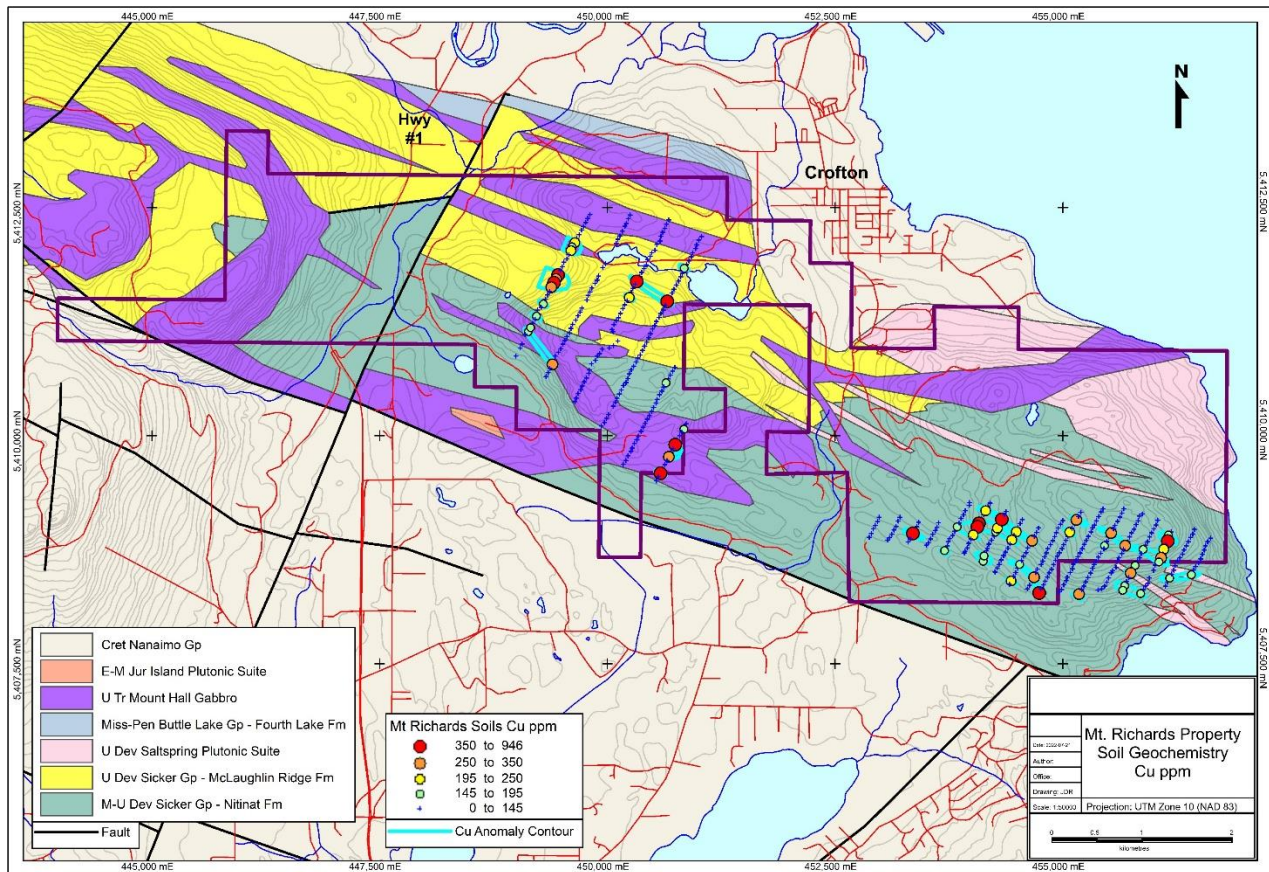 445,000 mE 447,500 mE 450,000 mE 452,500 mE 455,000 mE
5,412,500 mN
5,412,500 mN
5,410,000 mN
5,410,000 mN
5,407,500 mN
5,407,500 mN
N
Hwy
#1
Crofton
Cret Nanaimo Gp
E-M Jur Island Plutonic Suite
U Tr Mount Hall Gabbro
Miss-Pen Buttle Lake Gp - Fourth Lake Fm
U Dev Saltspring Plutonic Suite
U Dev Sicker Gp - McLaughlin Ridge Fm
M-U Dev Sicker Gp - Nitinat Fm
Fault
Mt Richards Soils Cu ppm
350 to 946
250 to 350
195 to 250
145 to 195
0 to 145
Cu Anomaly Contour
Mt. Richards Property
Soil Geochemistry
Cu ppm
Author:
Office:
Drawing: JDR
Scale: 1:50000
Projection: UTM Zone 10 (NAD 83)
0 0.5 1 2
kilometres
445,000 mE 447,500 mE 450,000 mE 452,500 mE 455,000 mE